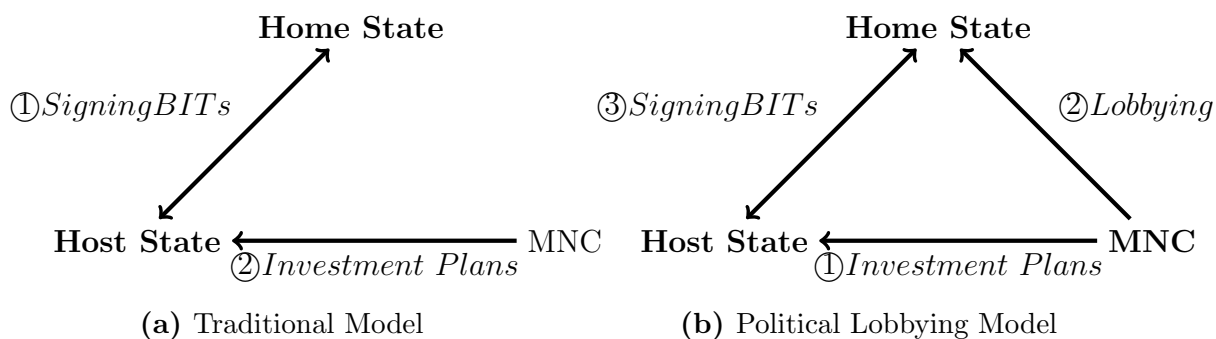 Home State
①SigningBITs
Host State
MNC
②Investment Plans
(a) Traditional Model
Home State
③SigningBITs
②Lobbying
Host State
MNC
①Investment Plans
(b) Political Lobbying Model